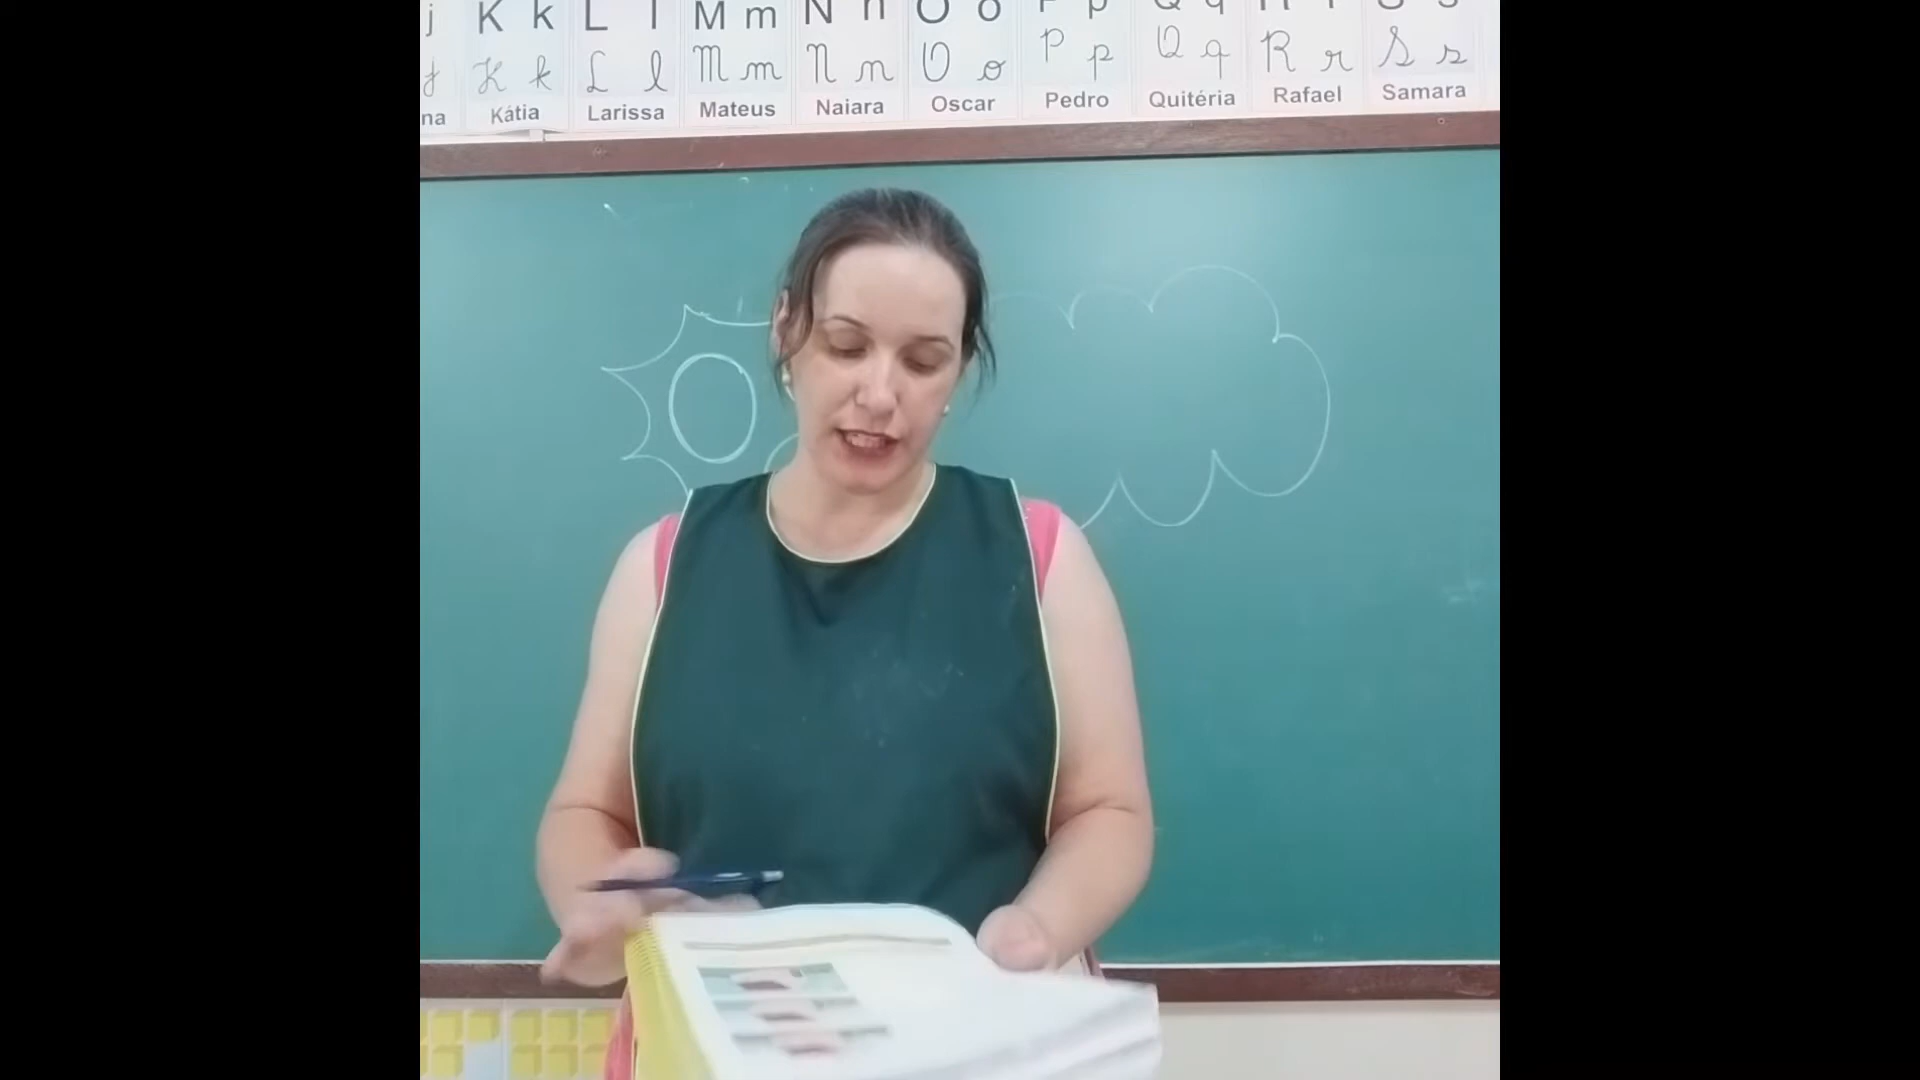 j K k L l M m N n O o P p Q q R r S s
j K k L l M m N n O o P p Q q R r S s
na Kátia Larissa Mateus Naiara Oscar Pedro Quitéria Rafael Samara